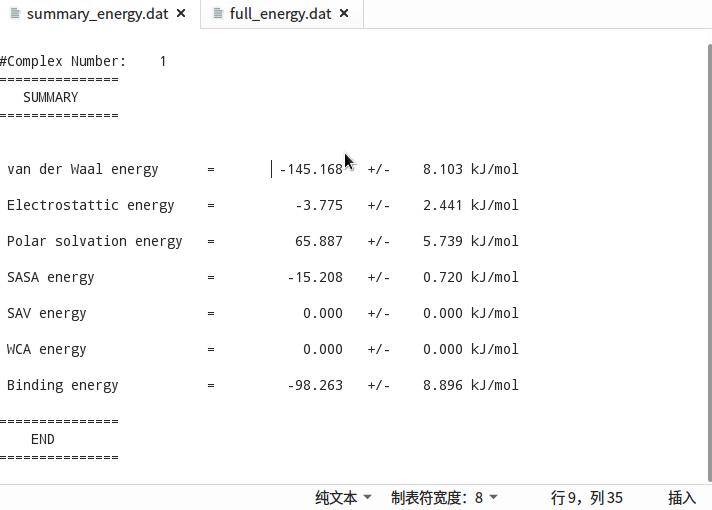 summary_energy.dat × full_energy.dat ×
#Complex Number:    1
===============
   SUMMARY
===============
van der Waal energy      =        -145.168   +/-    8.103 kJ/mol
Electrostattic energy    =          -3.775   +/-    2.441 kJ/mol
Polar solvation energy   =          65.887   +/-    5.739 kJ/mol
SASA energy              =         -15.208   +/-    0.720 kJ/mol
SAV energy               =           0.000   +/-    0.000 kJ/mol
WCA energy               =           0.000   +/-    0.000 kJ/mol
Binding energy           =         -98.263   +/-    8.896 kJ/mol
===============
    END
===============
纯文本 制表符宽度：8 行 9，列 35 插入